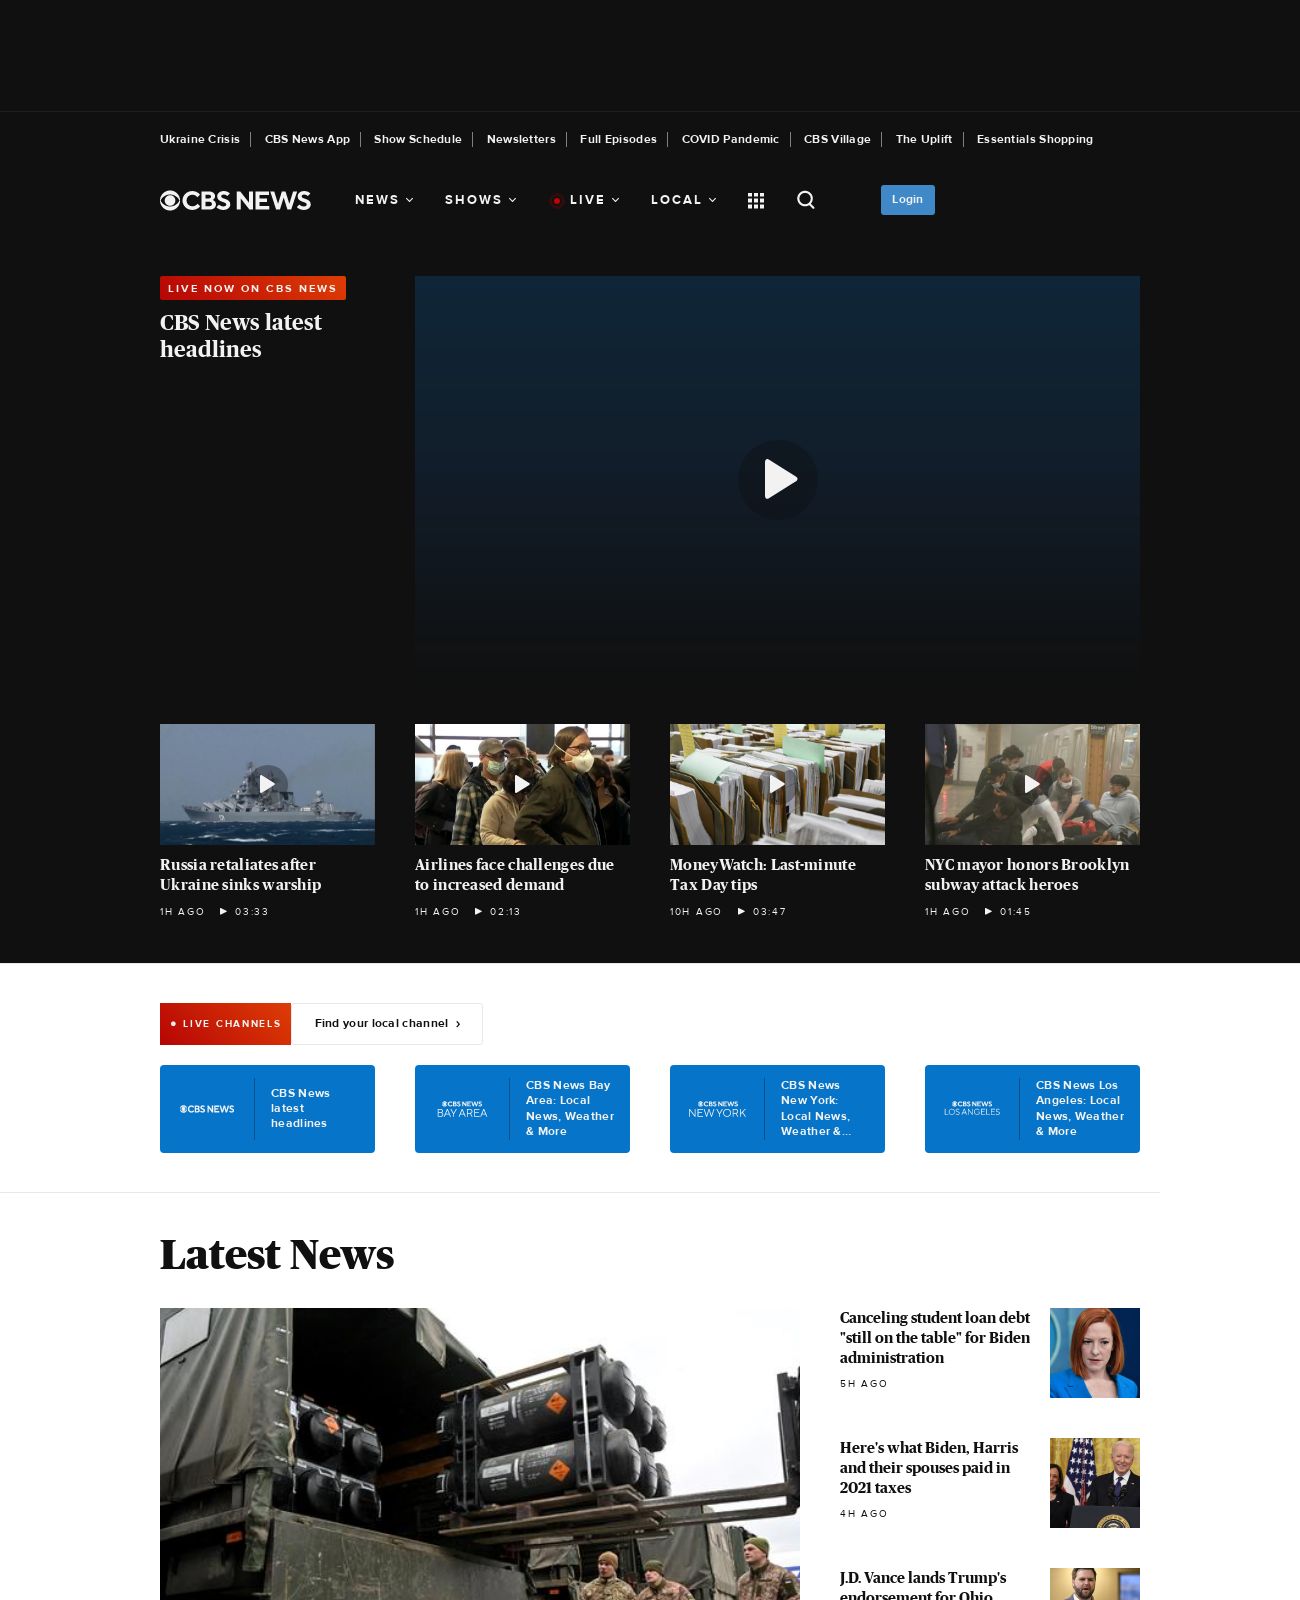 Ukraine Crisis CBS News App Show Schedule Newsletters Full Episodes COVID Pandemic CBS Village The Uplift Essentials Shopping
CBS NEWS NEWS SHOWS LIVE LOCAL Login
LIVE NOW ON CBS NEWS
CBS News latest
headlines
Russia retaliates after
Ukraine sinks warship
1H AGO 03:33
Airlines face challenges due
to increased demand
1H AGO 02:13
MoneyWatch: Last-minute
Tax Day tips
10H AGO 03:47
NYC mayor honors Brooklyn
subway attack heroes
1H AGO 01:45
LIVE CHANNELS
Find your local channel ›
CBS NEWS
CBS News
latest
headlines
CBS NEWS
BAY AREA
CBS News Bay
Area: Local
News, Weather
& More
CBS NEWS
NEW YORK
CBS News
New York:
Local News,
Weather &...
CBS NEWS
LOS ANGELES
CBS News Los
Angeles: Local
News, Weather
& More
Latest News
Canceling student loan debt
"still on the table" for Biden
administration
5H AGO
Here's what Biden, Harris
and their spouses paid in
2021 taxes
4H AGO
J.D. Vance lands Trump's
endorsement for Ohio